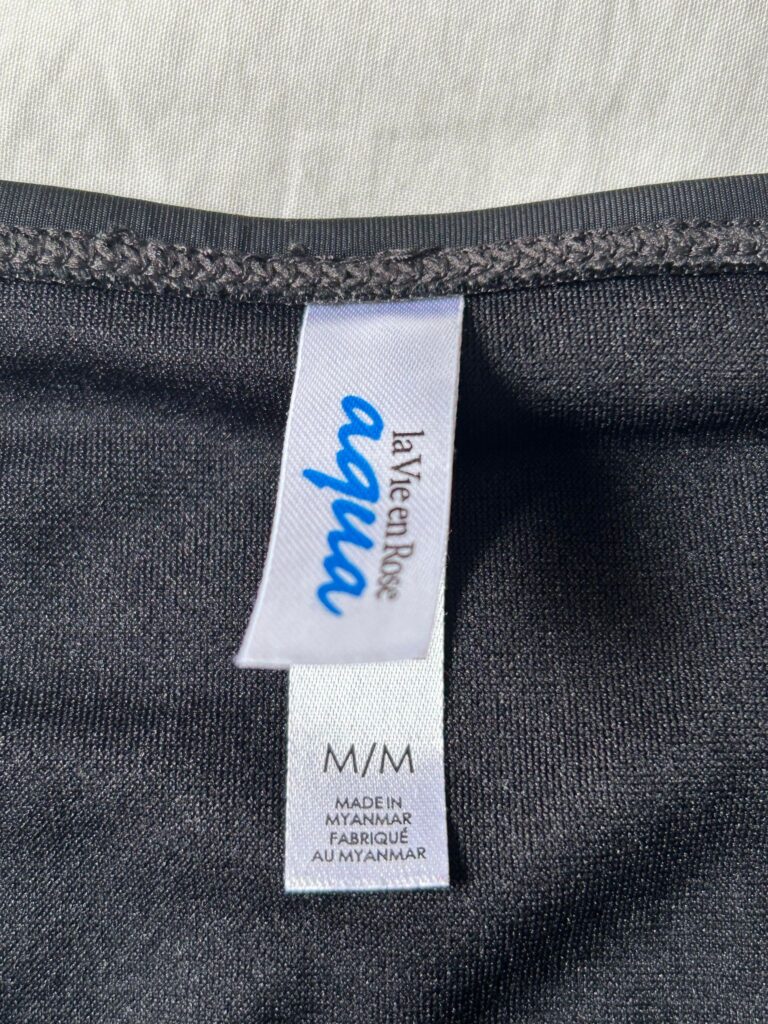 la Vie en Rose
aqua
M/M
MADE IN
MYANMAR
FABRIQUÉ
AU MYANMAR